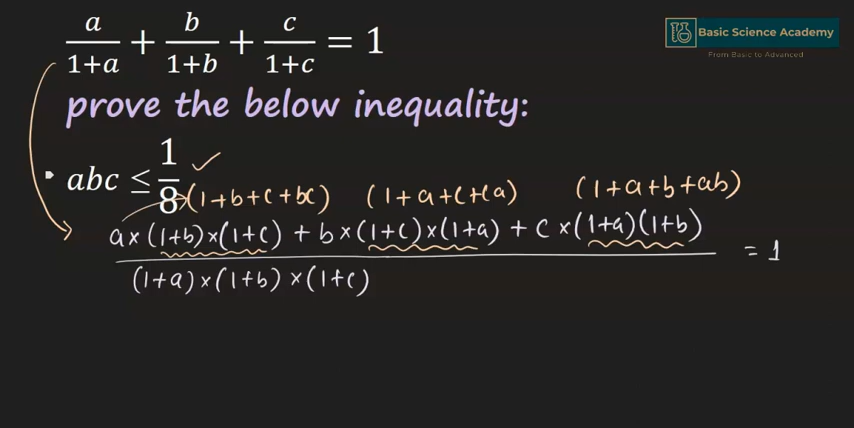 a/(1+a) + b/(1+b) + c/(1+c) = 1
Basic Science Academy
From Basic to Advanced
prove the below inequality:
• abc ≤ 1/8 ✓
(1+b+c+bc) (1+a+c+ca) (1+a+b+ab)
a×(1+b)×(1+c) + b×(1+c)×(1+a) + c×(1+a)(1+b)
(1+a)×(1+b)×(1+c)
= 1